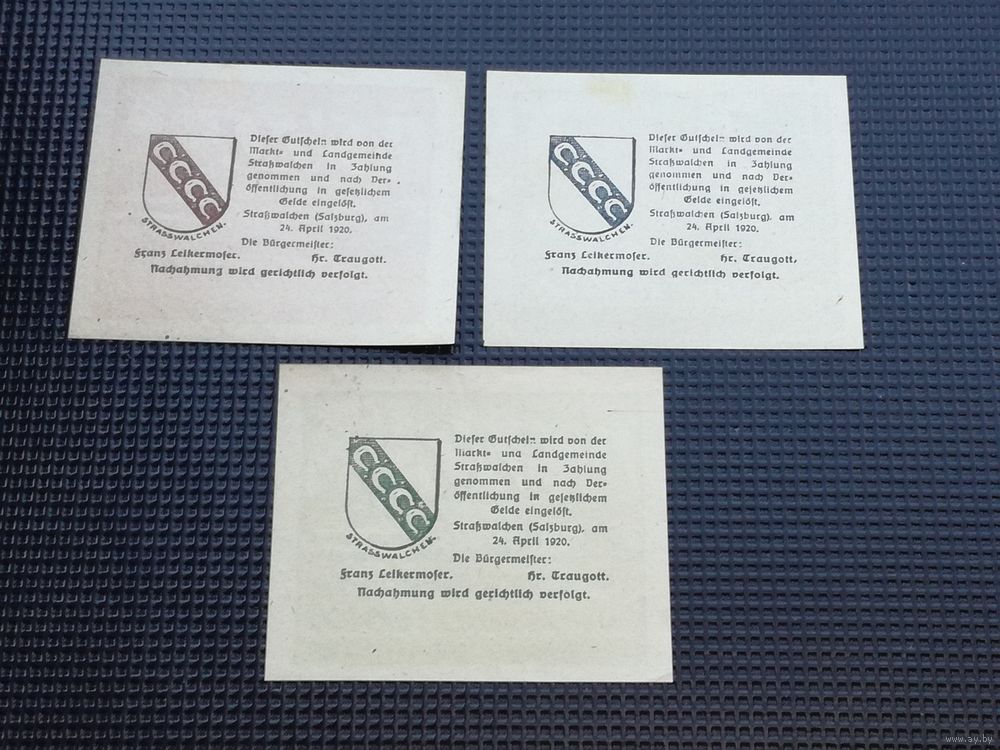 Dieser Gutschein wird von der
Markt- und Landgemeinde
Straßwalchen in Zahlung
genommen und nach Ver-
öffentlichung in gesetzlichem
Gelde eingelöst.
Straßwalchen (Salzburg), am
24. April 1920.
STRASSWALCHEN.
Die Bürgermeister:
Franz Leikermoser. Hr. Traugott.
Nachahmung wird gerichtlich verfolgt.
Dieser Gutschein wird von der
Markt- und Landgemeinde
Straßwalchen in Zahlung
genommen und nach Ver-
öffentlichung in gesetzlichem
Gelde eingelöst.
Straßwalchen (Salzburg), am
24. April 1920.
STRASSWALCHEN.
Die Bürgermeister:
Franz Leikermoser. Hr. Traugott.
Nachahmung wird gerichtlich verfolgt.
Dieser Gutschein wird von der
Markt- und Landgemeinde
Straßwalchen in Zahlung
genommen und nach Ver-
öffentlichung in gesetzlichem
Gelde eingelöst.
Straßwalchen (Salzburg), am
24. April 1920.
STRASSWALCHEN.
Die Bürgermeister:
Franz Leikermoser. Hr. Traugott.
Nachahmung wird gerichtlich verfolgt.
www.ay.by